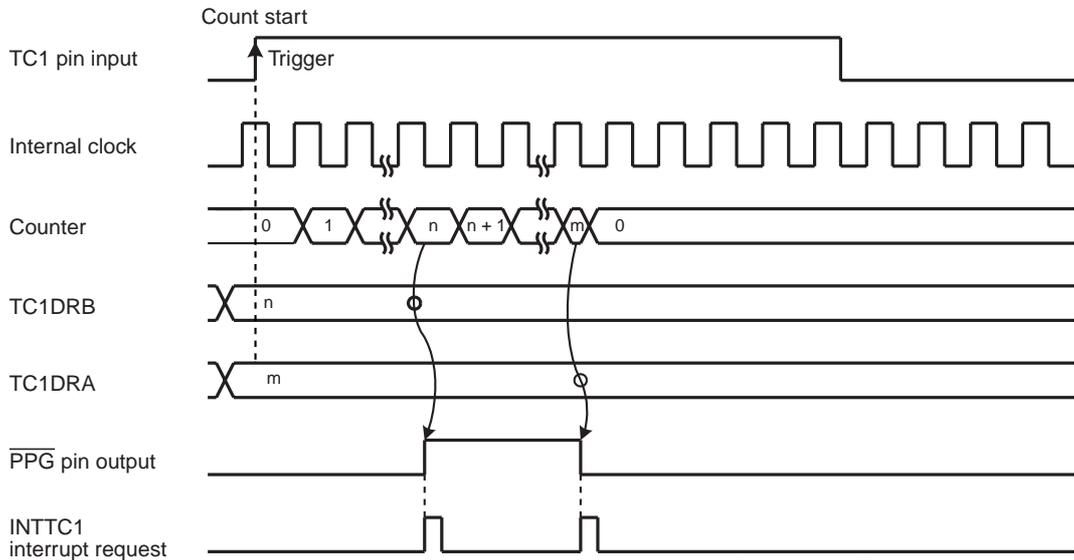 Count start
TC1 pin input
Trigger
Internal clock
Counter
0
1
n
n + 1
m
0
TC1DRB
n
TC1DRA
m
PPG pin output
INTTC1
interrupt request